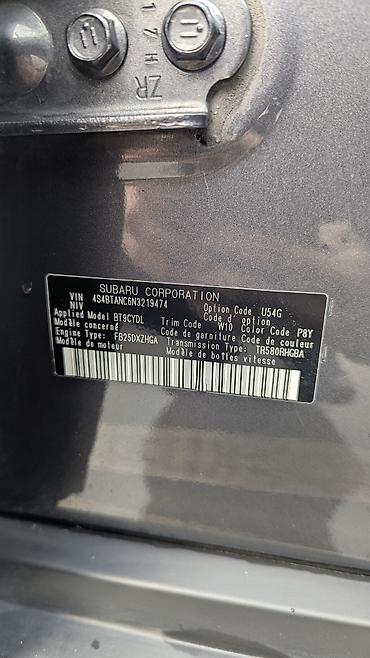 17H
ZR
SUBARU CORPORATION
VIN
NIV 4S4BTANC6N3219474
Option Code U54G
Code d'option
Applied Model BT9CYDL Trim Code W10 Color Code P8Y
Modèle concerné Code de garniture Code de couleur
Engine Type: FB25DXZHGA Transmission Type: TR580RHGBA
Modèle de moteur Modèle de boîtes vitesse